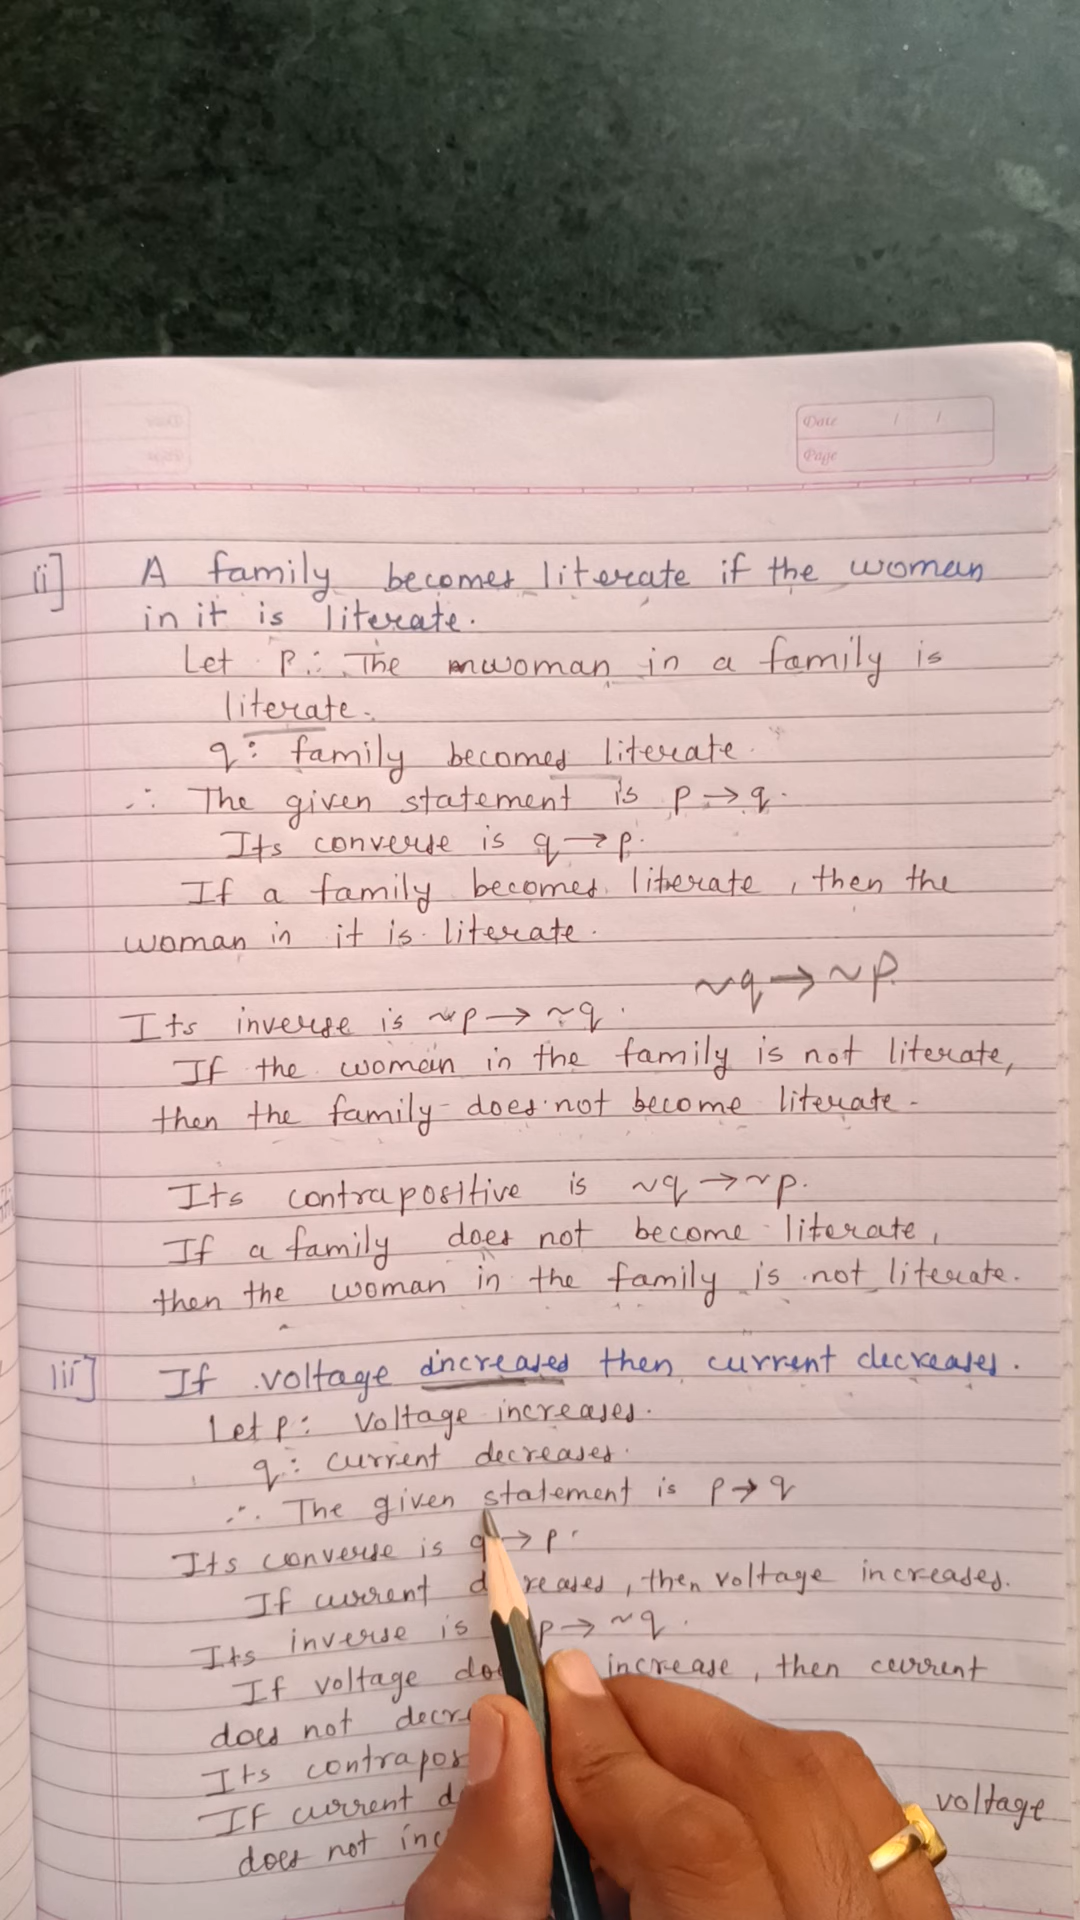 Date / /
Page
ii] A family becomes literate if the woman
in it is literate.
Let p: The woman in a family is
literate.
q: family becomes literate.
∴ The given statement is p → q.
Its converse is q → p.
If a family becomes literate, then the
woman in it is literate.
~q → ~p
Its inverse is ~p → ~q.
If the woman in the family is not literate,
then the family does not become literate.
Its contrapositive is ~q → ~p.
If a family does not become literate,
then the woman in the family is not literate.
iii] If voltage increases then current decreases.
Let p: Voltage increases.
q: current decreases.
∴ The given statement is p → q
Its converse is q → p.
If current, then voltage increases.
Its inverse is p → ~q.
If voltage increase, then current
does not
Its
If current voltage
does not